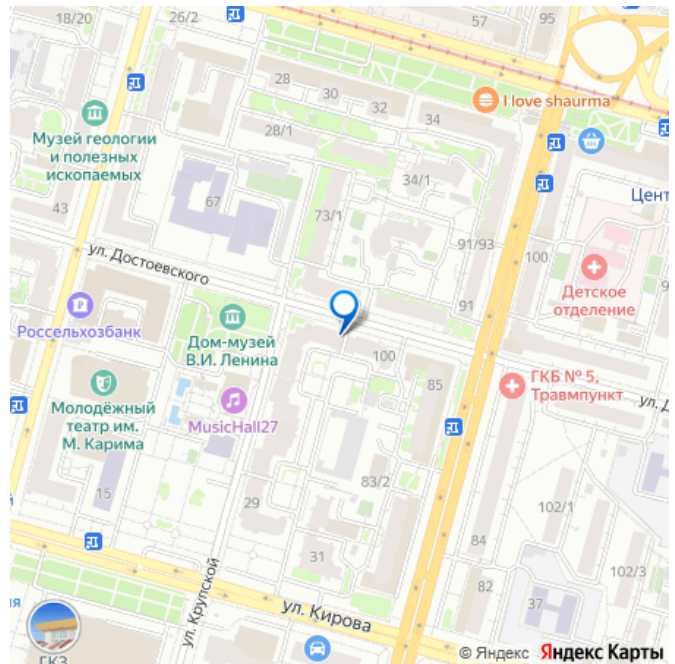 18/20
26/2
57
95
28
30
32
34
I love shaurma
Музей геологии
и полезных
ископаемых
28/1
34/1
Цент
43
67
73/1
91/93
100
Детское
отделение
ул. Достоевского
91
Россельхозбанк
Дом-музей
В.И. Ленина
100
85
ГКБ № 5,
Травмпункт
ул. Д
Молодёжный
театр им.
М. Карима
MusicHall27
83/2
15
29
102/1
31
84
102/3
82
37
ул. Крупской
ул. Кирова
ГКЗ
© Яндекс Яндекс Карты